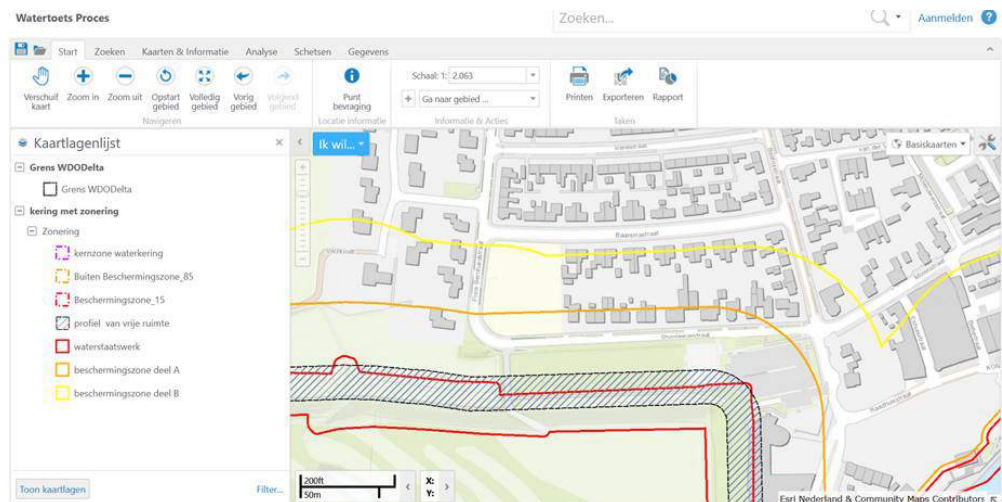 Watertoets Proces
Zoeken...
Aanmelden
?
Start Zoeken Kaarten & Informatie Analyse Schetsen Gegevens
Verschuif kaart
Zoom in
Zoom uit
Opstart gebied
Volledig gebied
Vorig gebied
Volgend gebied
Navigeren
Punt bevraging
Locatie informatie
Schaal: 1: 2.063
Ga naar gebied ...
Informatie & Acties
Printen
Exporteren
Rapport
Taken
Kaartlagenlijst
Ik wil...
Basiskaarten
Grens WDODelta
Grens WDODelta
kering met zonering
Zonering
kernzone waterkering
Buiten Beschermingszone_85
Beschermingszone_15
profiel van vrije ruimte
waterstaatswerk
beschermingszone deel A
beschermingszone deel B
Toon kaartlagen
Filter...
200ft
50m
X:
Y:
Esri Nederland & Community Maps Contributors